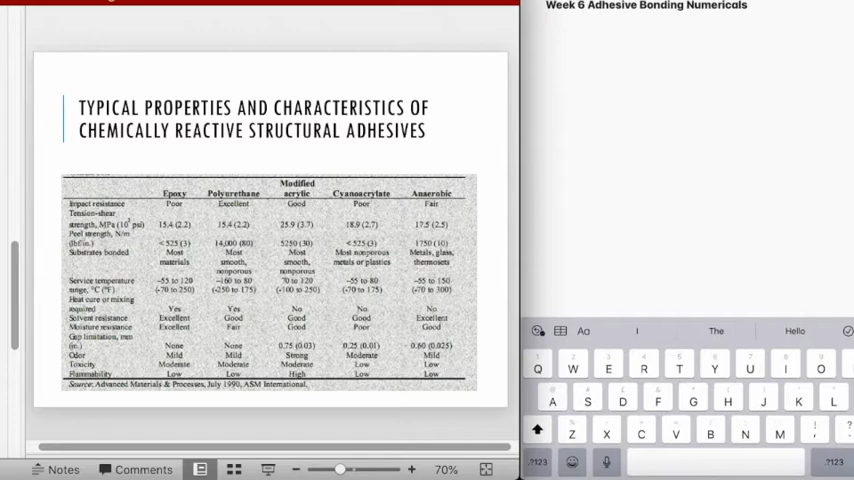 Week 6 Adhesive Bonding Numericals
TYPICAL PROPERTIES AND CHARACTERISTICS OF
CHEMICALLY REACTIVE STRUCTURAL ADHESIVES
Epoxy Polyurethane Modified acrylic Cyanoacrylate Anaerobic
Impact resistance Poor Excellent Good Poor Fair
Tension-shear
strength, MPa (10³ psi) 15.4 (2.2) 15.4 (2.2) 25.9 (3.7) 18.9 (2.7) 17.5 (2.5)
Peel strength, N/m
(lbf/in.) < 525 (3) 14,000 (80) 5250 (30) < 525 (3) 1750 (10)
Substrates bonded Most Most Most Most nonporous Metals, glass,
materials smooth, smooth, metals or plastics thermosets
nonporous nonporous
Service temperature –55 to 120 –160 to 80 70 to 120 –55 to 80 –55 to 150
range, °C (°F) (-70 to 250) (-250 to 175) (-100 to 250) (-70 to 175) (-70 to 300)
Heat cure or mixing
required Yes Yes No No No
Solvent resistance Excellent Good Good Good Excellent
Moisture resistance Excellent Fair Good Poor Good
Gap limitation, mm
(in.) None None 0.75 (0.03) 0.25 (0.01) 0.60 (0.025)
Odor Mild Mild Strong Moderate Mild
Toxicity Moderate Moderate Moderate Low Low
Flammability Low Low High Low Low
Source: Advanced Materials & Processes, July 1990, ASM International.
Notes Comments 70%
Aa I The Hello
1 2 3 4 5 6 7 8 9
Q W E R T Y U I O
A S D F G H J K L
Z X C V B N M , ! . ?
.?123 .?123